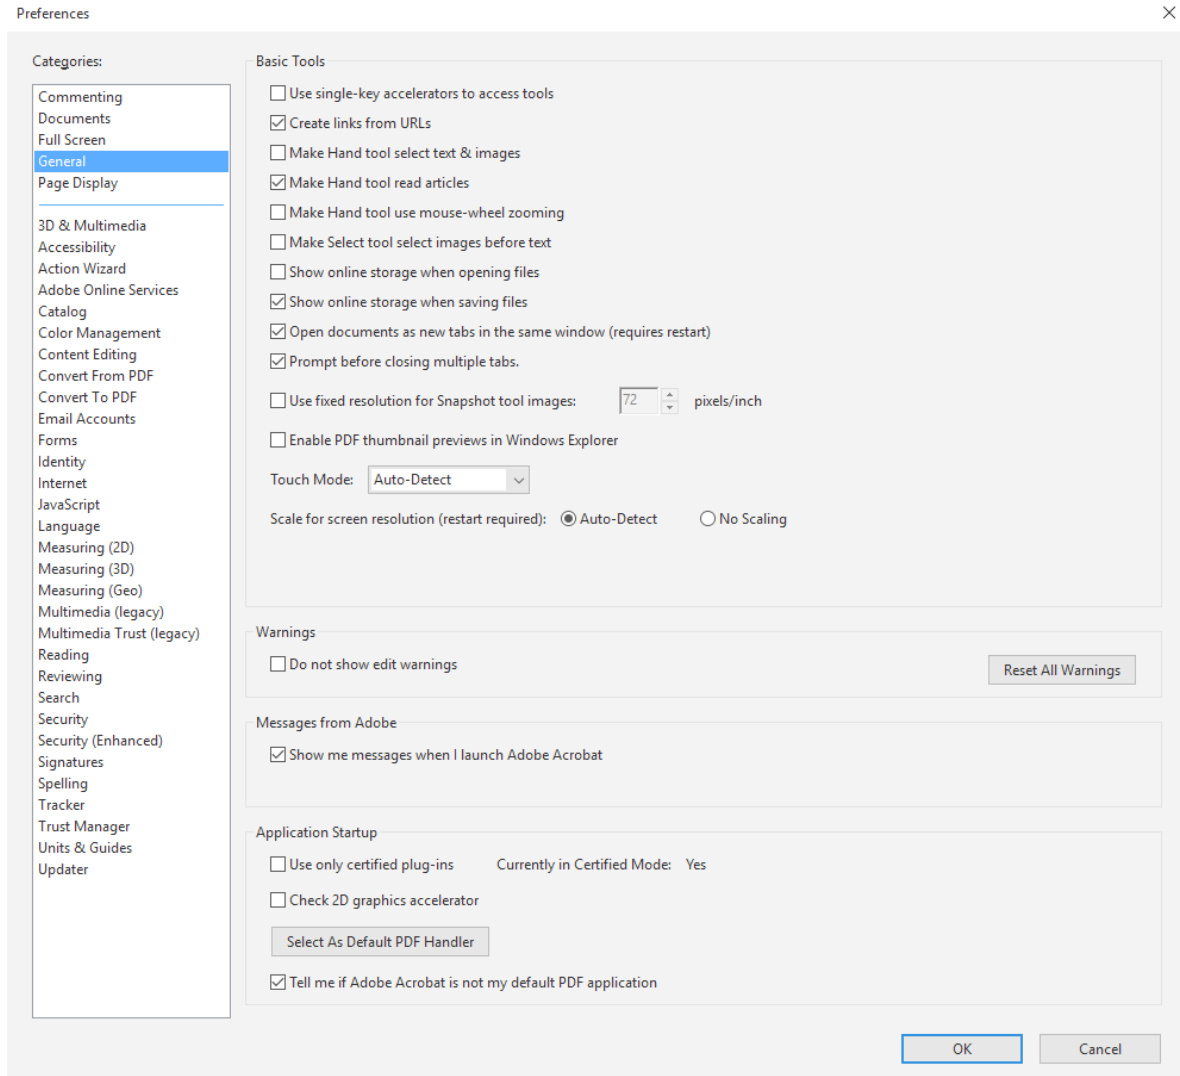 Preferences
Categories:
Commenting
Documents
Full Screen
General
Page Display
3D & Multimedia
Accessibility
Action Wizard
Adobe Online Services
Catalog
Color Management
Content Editing
Convert From PDF
Convert To PDF
Email Accounts
Forms
Identity
Internet
JavaScript
Language
Measuring (2D)
Measuring (3D)
Measuring (Geo)
Multimedia (legacy)
Multimedia Trust (legacy)
Reading
Reviewing
Search
Security
Security (Enhanced)
Signatures
Spelling
Tracker
Trust Manager
Units & Guides
Updater
Basic Tools
Use single-key accelerators to access tools
Create links from URLs
Make Hand tool select text & images
Make Hand tool read articles
Make Hand tool use mouse-wheel zooming
Make Select tool select images before text
Show online storage when opening files
Show online storage when saving files
Open documents as new tabs in the same window (requires restart)
Prompt before closing multiple tabs.
Use fixed resolution for Snapshot tool images: 72 pixels/inch
Enable PDF thumbnail previews in Windows Explorer
Touch Mode: Auto-Detect
Scale for screen resolution (restart required): Auto-Detect No Scaling
Warnings
Do not show edit warnings Reset All Warnings
Messages from Adobe
Show me messages when I launch Adobe Acrobat
Application Startup
Use only certified plug-ins Currently in Certified Mode: Yes
Check 2D graphics accelerator
Select As Default PDF Handler
Tell me if Adobe Acrobat is not my default PDF application
OK Cancel